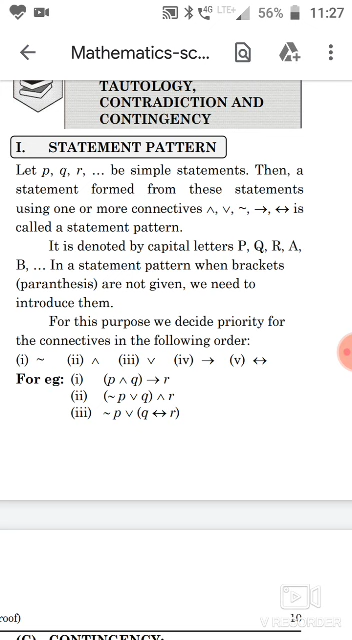 4G LTE+ 56% 11:27
Mathematics-sc...
TAUTOLOGY,
CONTRADICTION AND
CONTINGENCY
I. STATEMENT PATTERN
Let p, q, r, ... be simple statements. Then, a
statement formed from these statements
using one or more connectives ∧, ∨, ~, →, ↔ is
called a statement pattern.
It is denoted by capital letters P, Q, R, A,
B, ... In a statement pattern when brackets
(paranthesis) are not given, we need to
introduce them.
For this purpose we decide priority for
the connectives in the following order:
(i) ~ (ii) ∧ (iii) ∨ (iv) → (v) ↔
For eg: (i) (p ∧ q) → r
(ii) (~ p ∨ q) ∧ r
(iii) ~ p ∨ (q ↔ r)
roof) 10
V RECORDER
(C) CONTINGENCY: